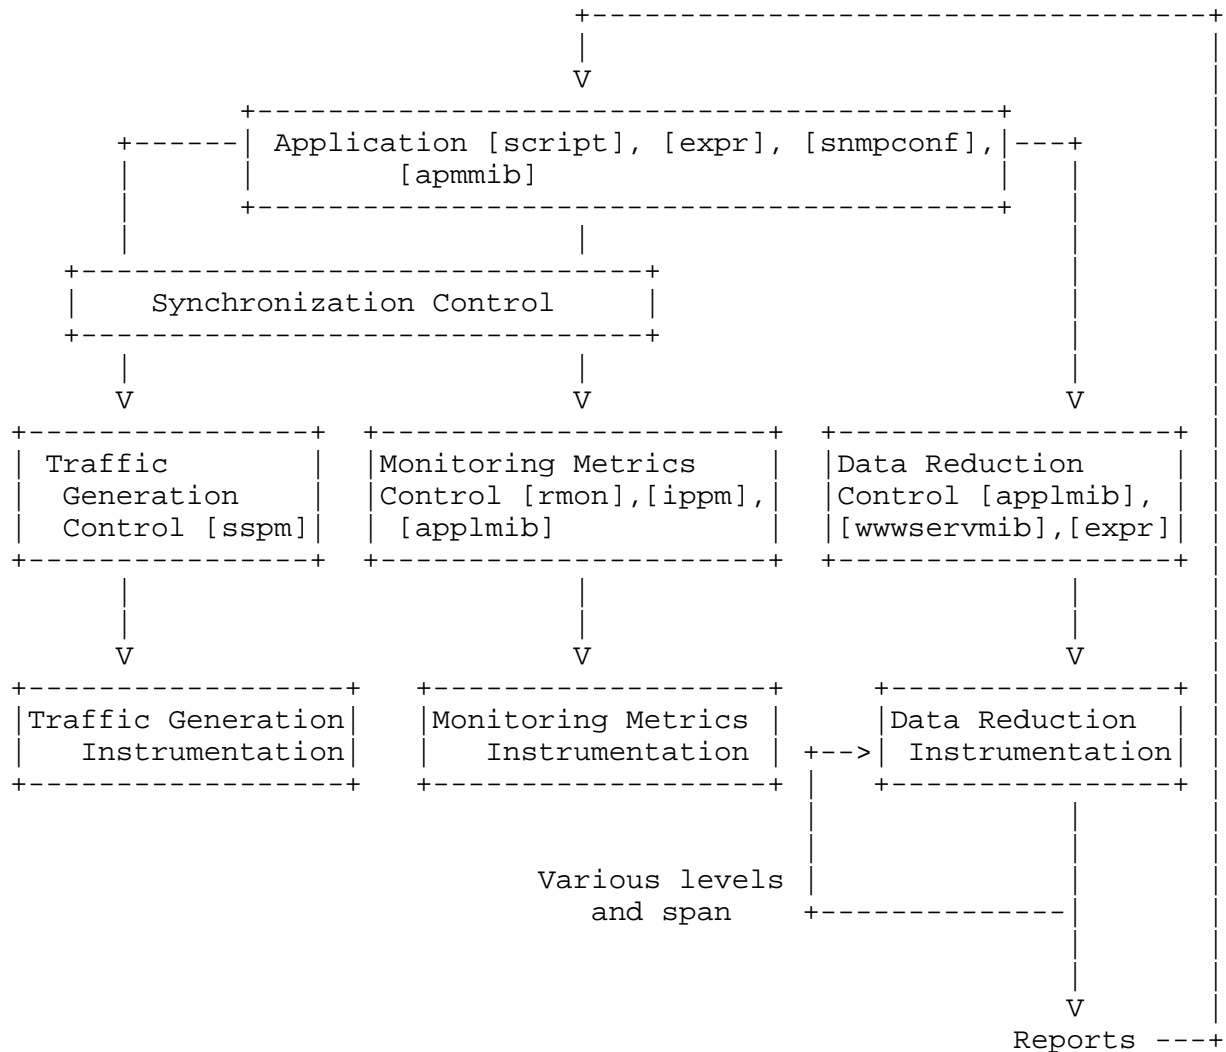 Application [script], [expr], [snmpconf],
[apmmib]
Synchronization Control
Traffic
Generation
Control [sspm]
Monitoring Metrics
Control [rmon],[ippm],
[applmib]
Data Reduction
Control [applmib],
[wwwservmib],[expr]
Traffic Generation
Instrumentation
Monitoring Metrics
Instrumentation
Data Reduction
Instrumentation
Various levels
and span
Reports